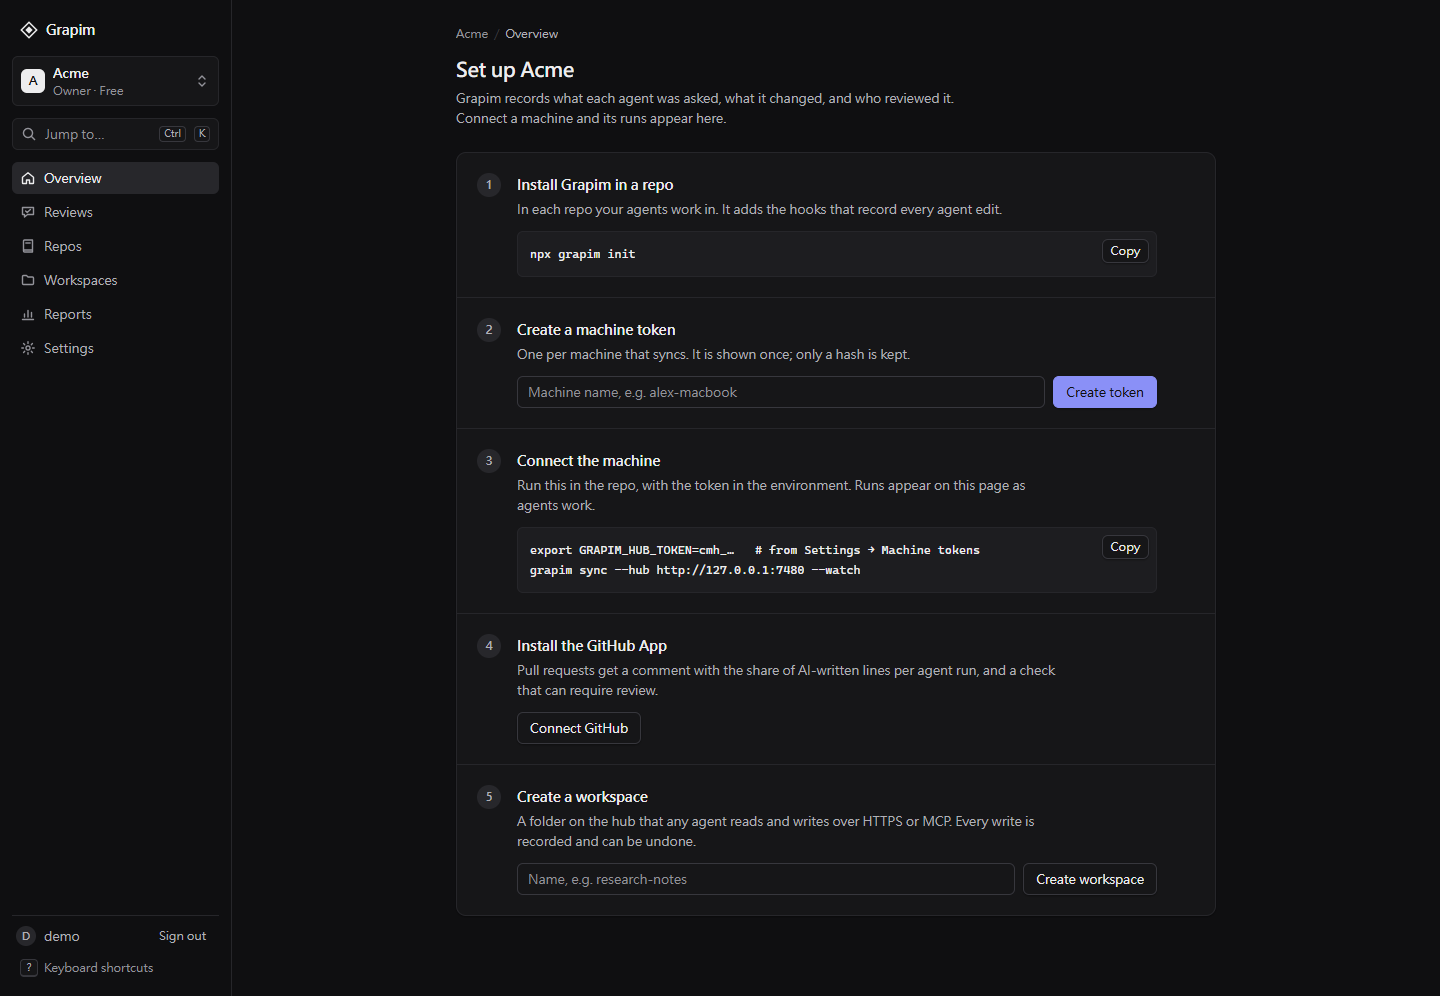 Grapim
A
Acme
Owner · Free
Jump to... Ctrl K
Overview
Reviews
Repos
Workspaces
Reports
Settings
D demo Sign out
? Keyboard shortcuts
Acme / Overview
Set up Acme
Grapim records what each agent was asked, what it changed, and who reviewed it.
Connect a machine and its runs appear here.
1 Install Grapim in a repo
In each repo your agents work in. It adds the hooks that record every agent edit.
npx grapim init Copy
2 Create a machine token
One per machine that syncs. It is shown once; only a hash is kept.
Machine name, e.g. alex-macbook Create token
3 Connect the machine
Run this in the repo, with the token in the environment. Runs appear on this page as
agents work.
export GRAPIM_HUB_TOKEN=cmh_… # from Settings → Machine tokens Copy
grapim sync --hub http://127.0.0.1:7480 --watch
4 Install the GitHub App
Pull requests get a comment with the share of AI-written lines per agent run, and a check
that can require review.
Connect GitHub
5 Create a workspace
A folder on the hub that any agent reads and writes over HTTPS or MCP. Every write is
recorded and can be undone.
Name, e.g. research-notes Create workspace